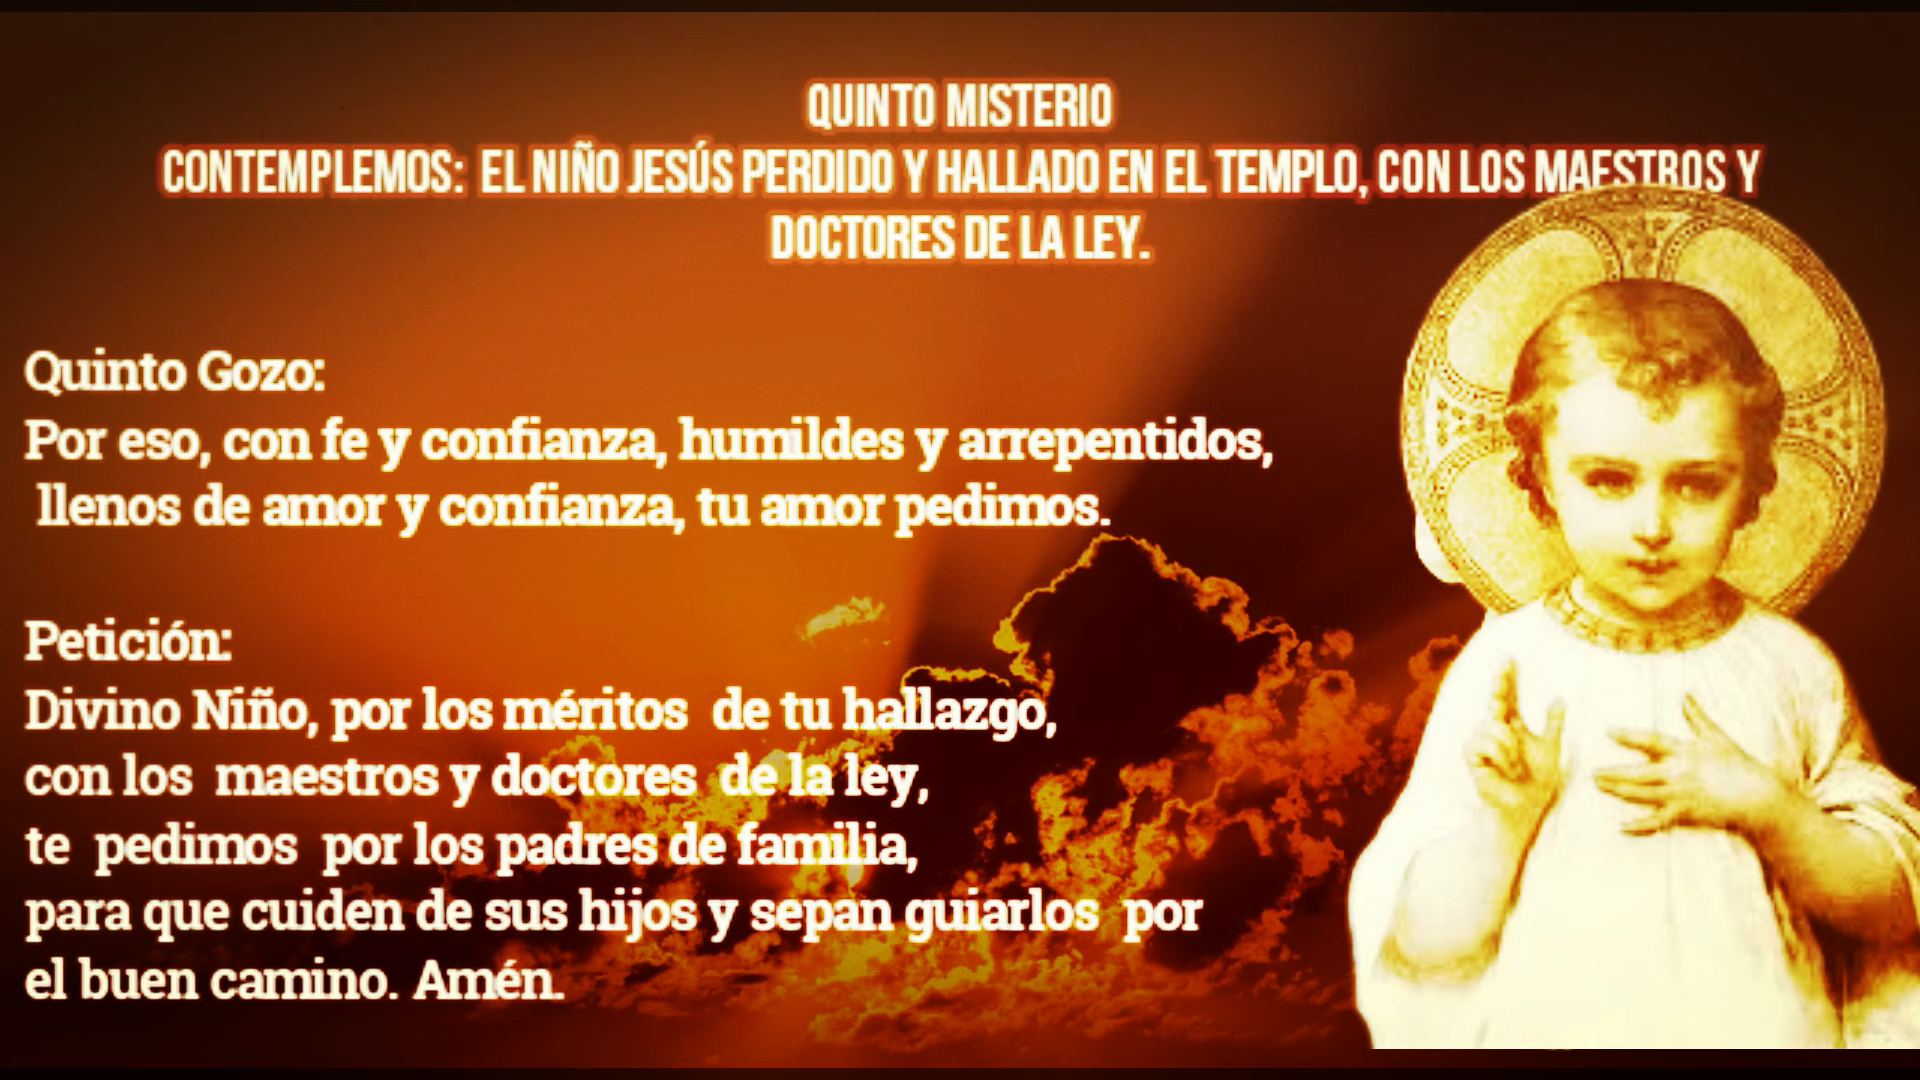 QUINTO MISTERIO
CONTEMPLEMOS: EL NIÑO JESÚS PERDIDO Y HALLADO EN EL TEMPLO, CON LOS MAESTROS Y
DOCTORES DE LA LEY.
Quinto Gozo:
Por eso, con fe y confianza, humildes y arrepentidos,
llenos de amor y confianza, tu amor pedimos.
Petición:
Divino Niño, por los méritos de tu hallazgo,
con los maestros y doctores de la ley,
te pedimos por los padres de familia,
para que cuiden de sus hijos y sepan guiarlos por
el buen camino. Amén.